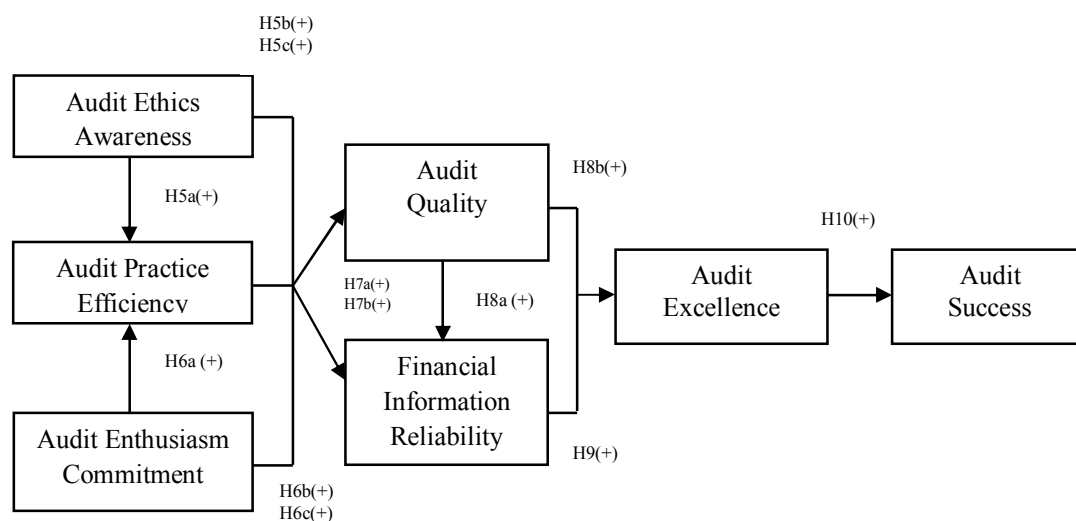 H5b(+)
H5c(+)
Audit Ethics
Awareness
H5a(+)
Audit Practice
Efficiency
H6a (+)
Audit Enthusiasm
Commitment
H6b(+)
H6c(+)
Audit
Quality
H7a(+)
H7b(+)
H8a (+)
Financial
Information
Reliability
H8b(+)
H9(+)
Audit
Excellence
H10(+)
Audit
Success